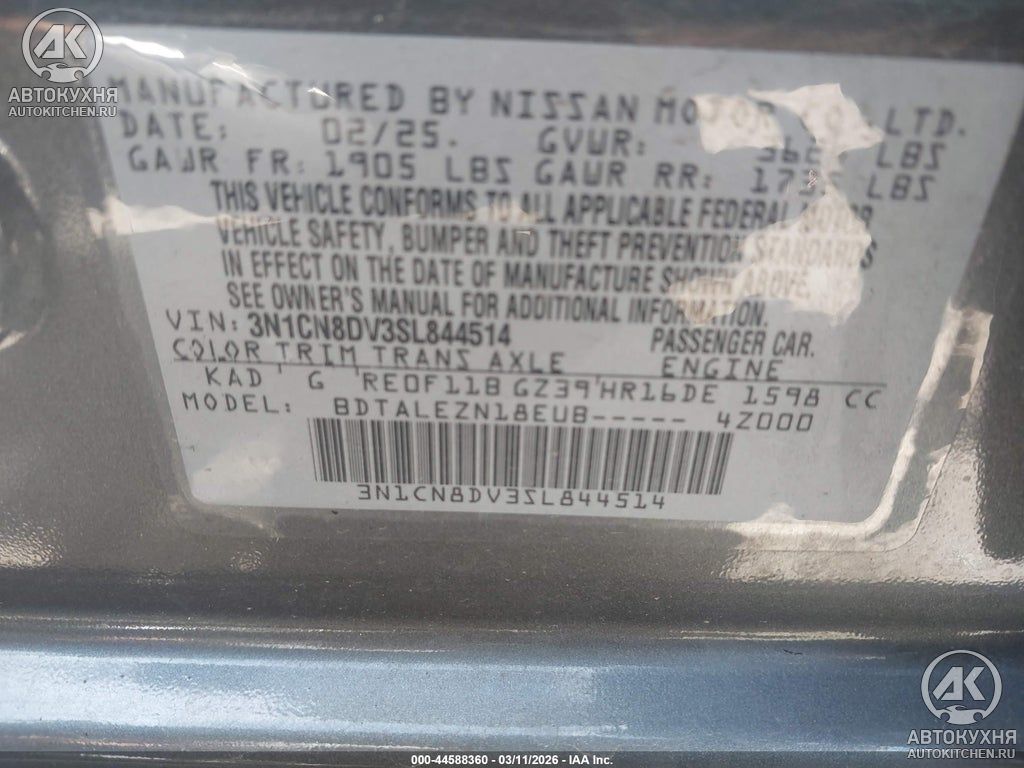 АВТОКУХНЯ
AUTOKITCHEN.RU
MANUFACTURED BY NISSAN MOTOR CO. LTD.
DATE: 02/25. GVWR: LBS
GAWR FR: 1905 LBS GAWR RR: LBS
THIS VEHICLE CONFORMS TO ALL APPLICABLE FEDERAL MOTOR
VEHICLE SAFETY, BUMPER AND THEFT PREVENTION STANDARDS
IN EFFECT ON THE DATE OF MANUFACTURE SHOWN ABOVE.
SEE OWNER'S MANUAL FOR ADDITIONAL INFORMATION.
VIN: 3N1CN8DV3SL844514 PASSENGER CAR.
COLOR TRIM TRANS AXLE ENGINE
KAD G RE0F11B GZ39 HR16DE 1598 CC
MODEL: BDTALEZN18EUB----- 4Z000
3N1CN8DV3SL844514
АВТОКУХНЯ
AUTOKITCHEN.RU
000-44588360 - 03/11/2026 - IAA Inc.